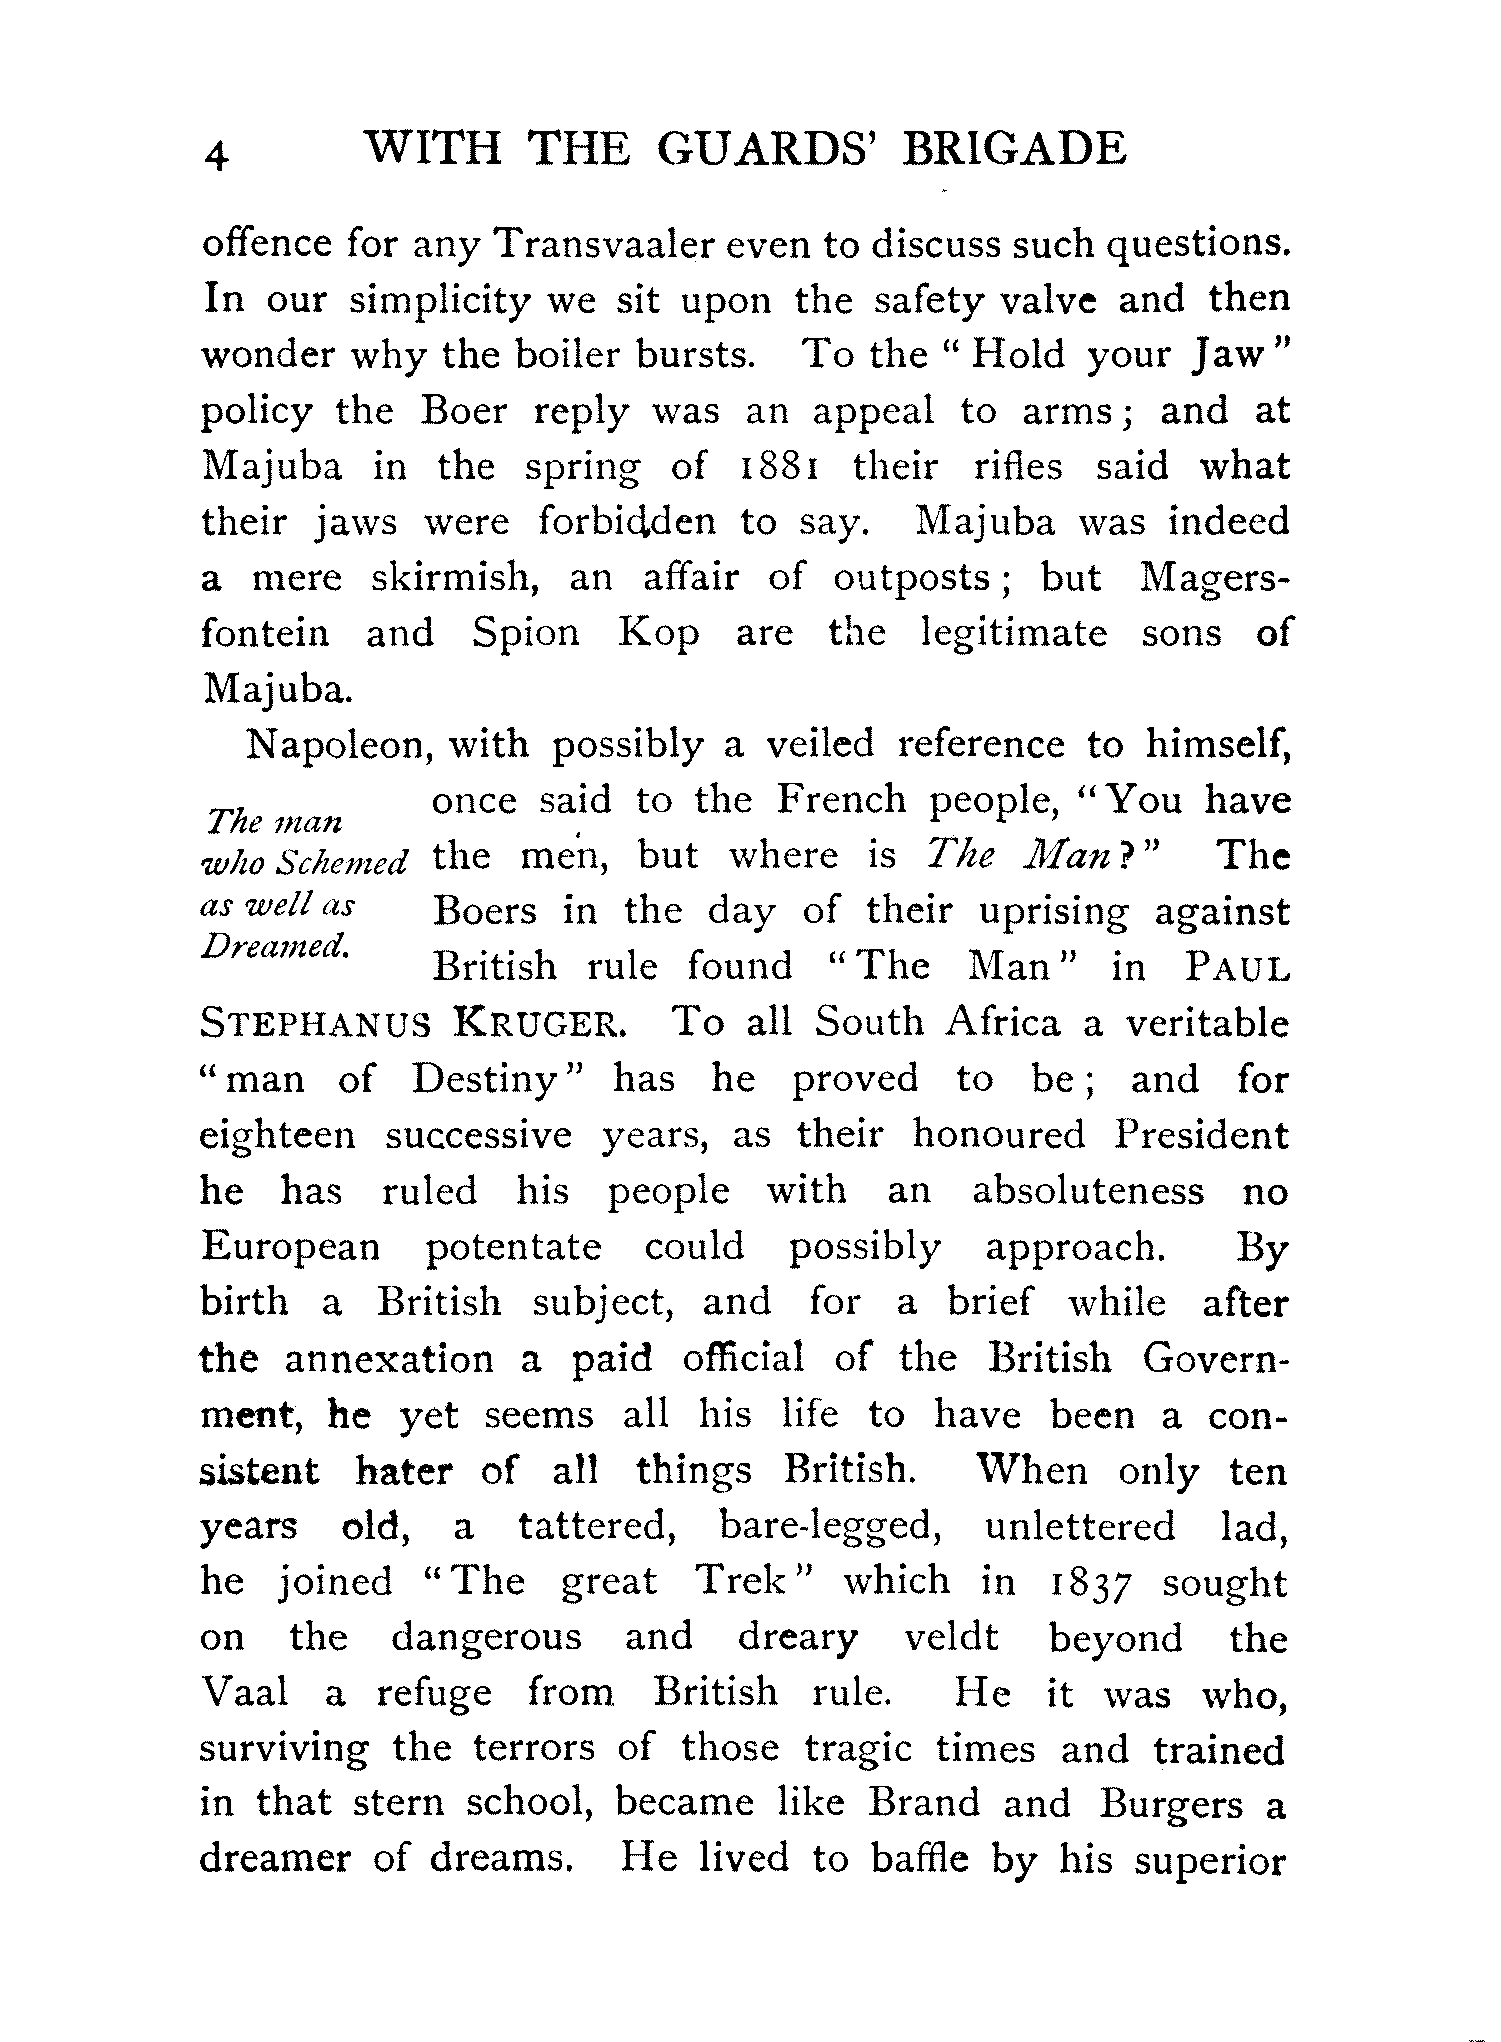 4 WITH THE GUARDS' BRIGADE
offence for any Transvaaler even to discuss such questions.
In our simplicity we sit upon the safety valve and then
wonder why the boiler bursts. To the "Hold your Jaw"
policy the Boer reply was an appeal to arms; and at
Majuba in the spring of 1881 their rifles said what
their jaws were forbidden to say. Majuba was indeed
a mere skirmish, an affair of outposts; but Magers-
fontein and Spion Kop are the legitimate sons of
Majuba.
Napoleon, with possibly a veiled reference to himself,
The man
who Schemed
as well as
Dreamed.
once said to the French people, "You have
the men, but where is The Man?" The
Boers in the day of their uprising against
British rule found "The Man" in PAUL
STEPHANUS KRUGER. To all South Africa a veritable
"man of Destiny" has he proved to be; and for
eighteen successive years, as their honoured President
he has ruled his people with an absoluteness no
European potentate could possibly approach. By
birth a British subject, and for a brief while after
the annexation a paid official of the British Govern-
ment, he yet seems all his life to have been a con-
sistent hater of all things British. When only ten
years old, a tattered, bare-legged, unlettered lad,
he joined "The great Trek" which in 1837 sought
on the dangerous and dreary veldt beyond the
Vaal a refuge from British rule. He it was who,
surviving the terrors of those tragic times and trained
in that stern school, became like Brand and Burgers a
dreamer of dreams. He lived to baffle by his superior